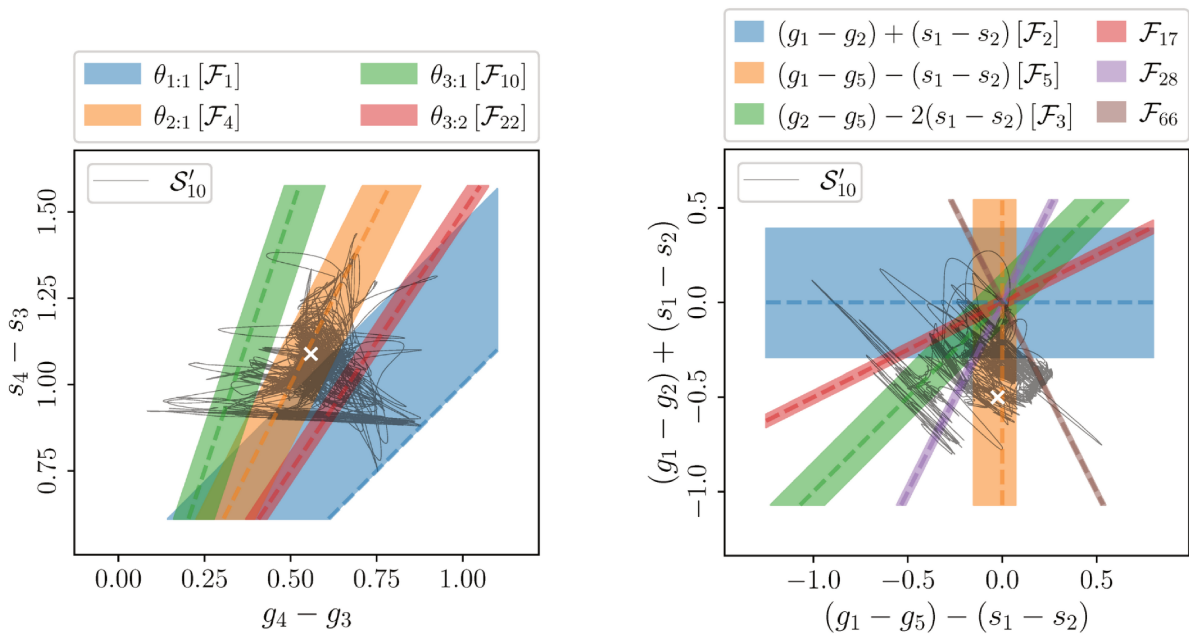 θ₁:₁ [𝓕₁] θ₃:₁ [𝓕₁₀]
θ₂:₁ [𝓕₄] θ₃:₂ [𝓕₂₂]
𝒮′₁₀
1.50
1.25
1.00
0.75
s₄ − s₃
0.00 0.25 0.50 0.75 1.00
g₄ − g₃
(g₁ − g₂) + (s₁ − s₂) [𝓕₂] 𝓕₁₇
(g₁ − g₅) − (s₁ − s₂) [𝓕₅] 𝓕₂₈
(g₂ − g₅) − 2(s₁ − s₂) [𝓕₃] 𝓕₆₆
𝒮′₁₀
0.5
0.0
−0.5
−1.0
(g₁ − g₂) + (s₁ − s₂)
−1.0 −0.5 0.0 0.5
(g₁ − g₅) − (s₁ − s₂)